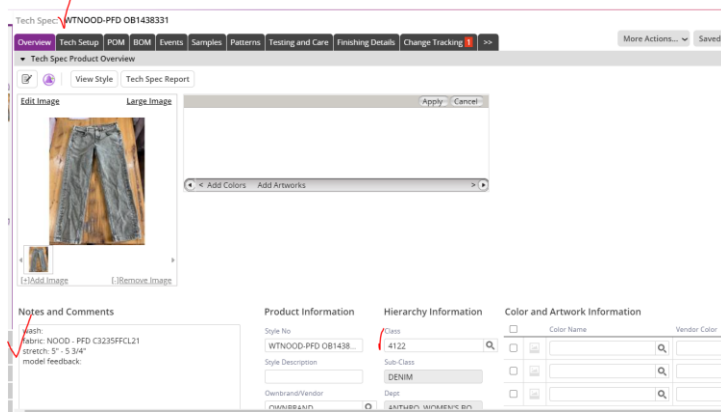 Tech Spec: WTNOOD-PFD OB1438331
Overview Tech Setup POM BOM Events Samples Patterns Testing and Care Finishing Details Change Tracking 1 >> More Actions... Saved
Tech Spec Product Overview
View Style Tech Spec Report
Edit Image Large Image Apply Cancel
< Add Colors Add Artworks >
[+]Add Image [-]Remove Image
Notes and Comments Product Information Hierarchy Information Color and Artwork Information
wash:
fabric: NOOD - PFD C3235FFCL21
stretch: 5" - 5 3/4"
model feedback:
Style No Class Color Name Vendor Color
WTNOOD-PFD OB1438... 4122
Style Description Sub-Class
DENIM
Ownbrand/Vendor Dept
OWNBRAND ANTHRO. WOMEN'S BO